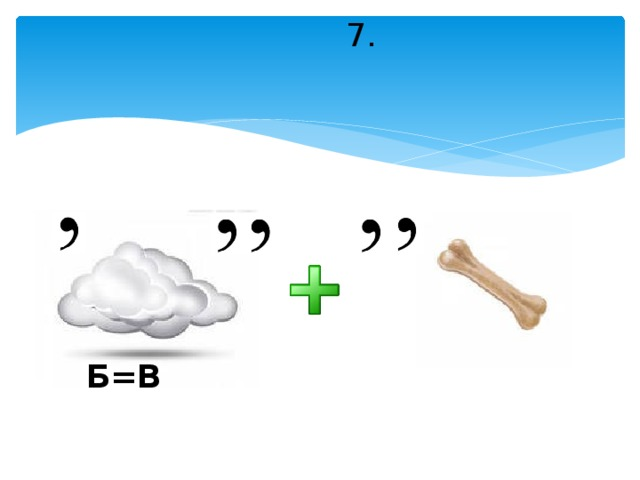 7.
, ,, ,,
Б=В